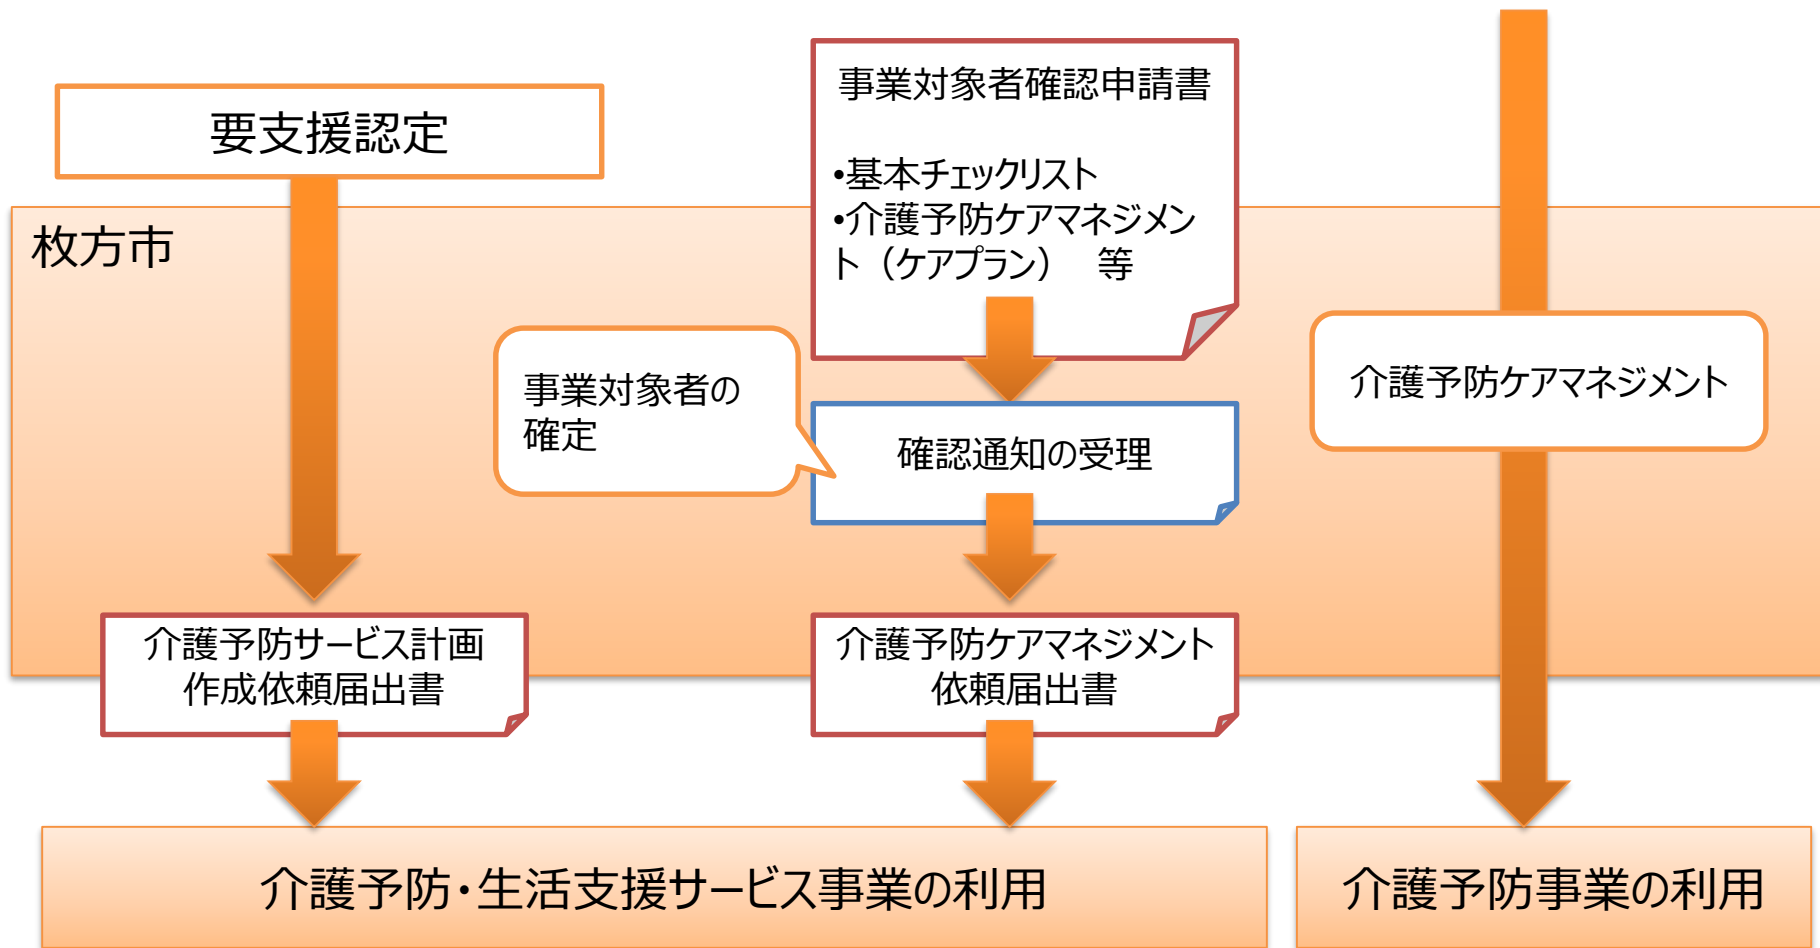 要支援認定
枚方市
事業対象者確認申請書
•基本チェックリスト
•介護予防ケアマネジメン
ト（ケアプラン）　等
事業対象者の
確定
確認通知の受理
介護予防ケアマネジメント
介護予防サービス計画
作成依頼届出書
介護予防ケアマネジメント
依頼届出書
介護予防・生活支援サービス事業の利用
介護予防事業の利用